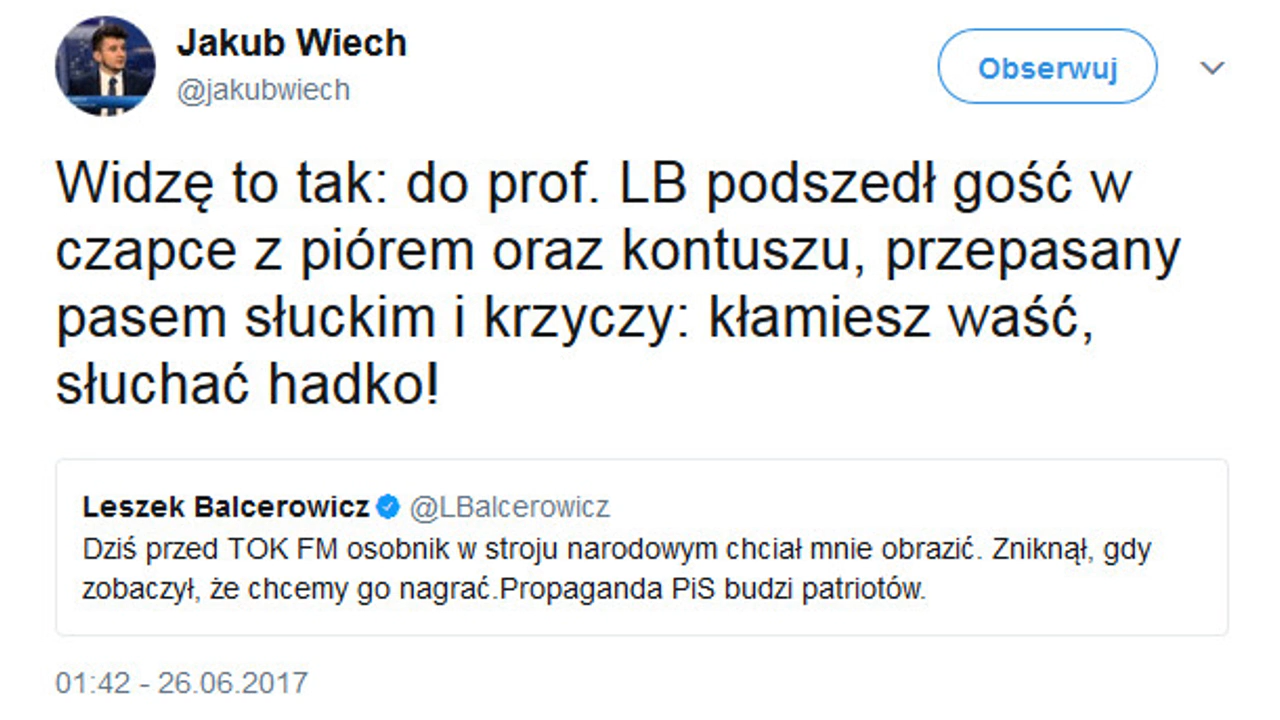 Jakub Wiech
@jakubwiech
Obserwuj
Widzę to tak: do prof. LB podszedł gość w
czapce z piórem oraz kontuszu, przepasany
pasem słuckim i krzyczy: kłamiesz waść,
słuchać hadko!
Leszek Balcerowicz @LBalcerowicz
Dziś przed TOK FM osobnik w stroju narodowym chciał mnie obrazić. Zniknął, gdy
zobaczył, że chcemy go nagrać.Propaganda PiS budzi patriotów.
01:42 - 26.06.2017